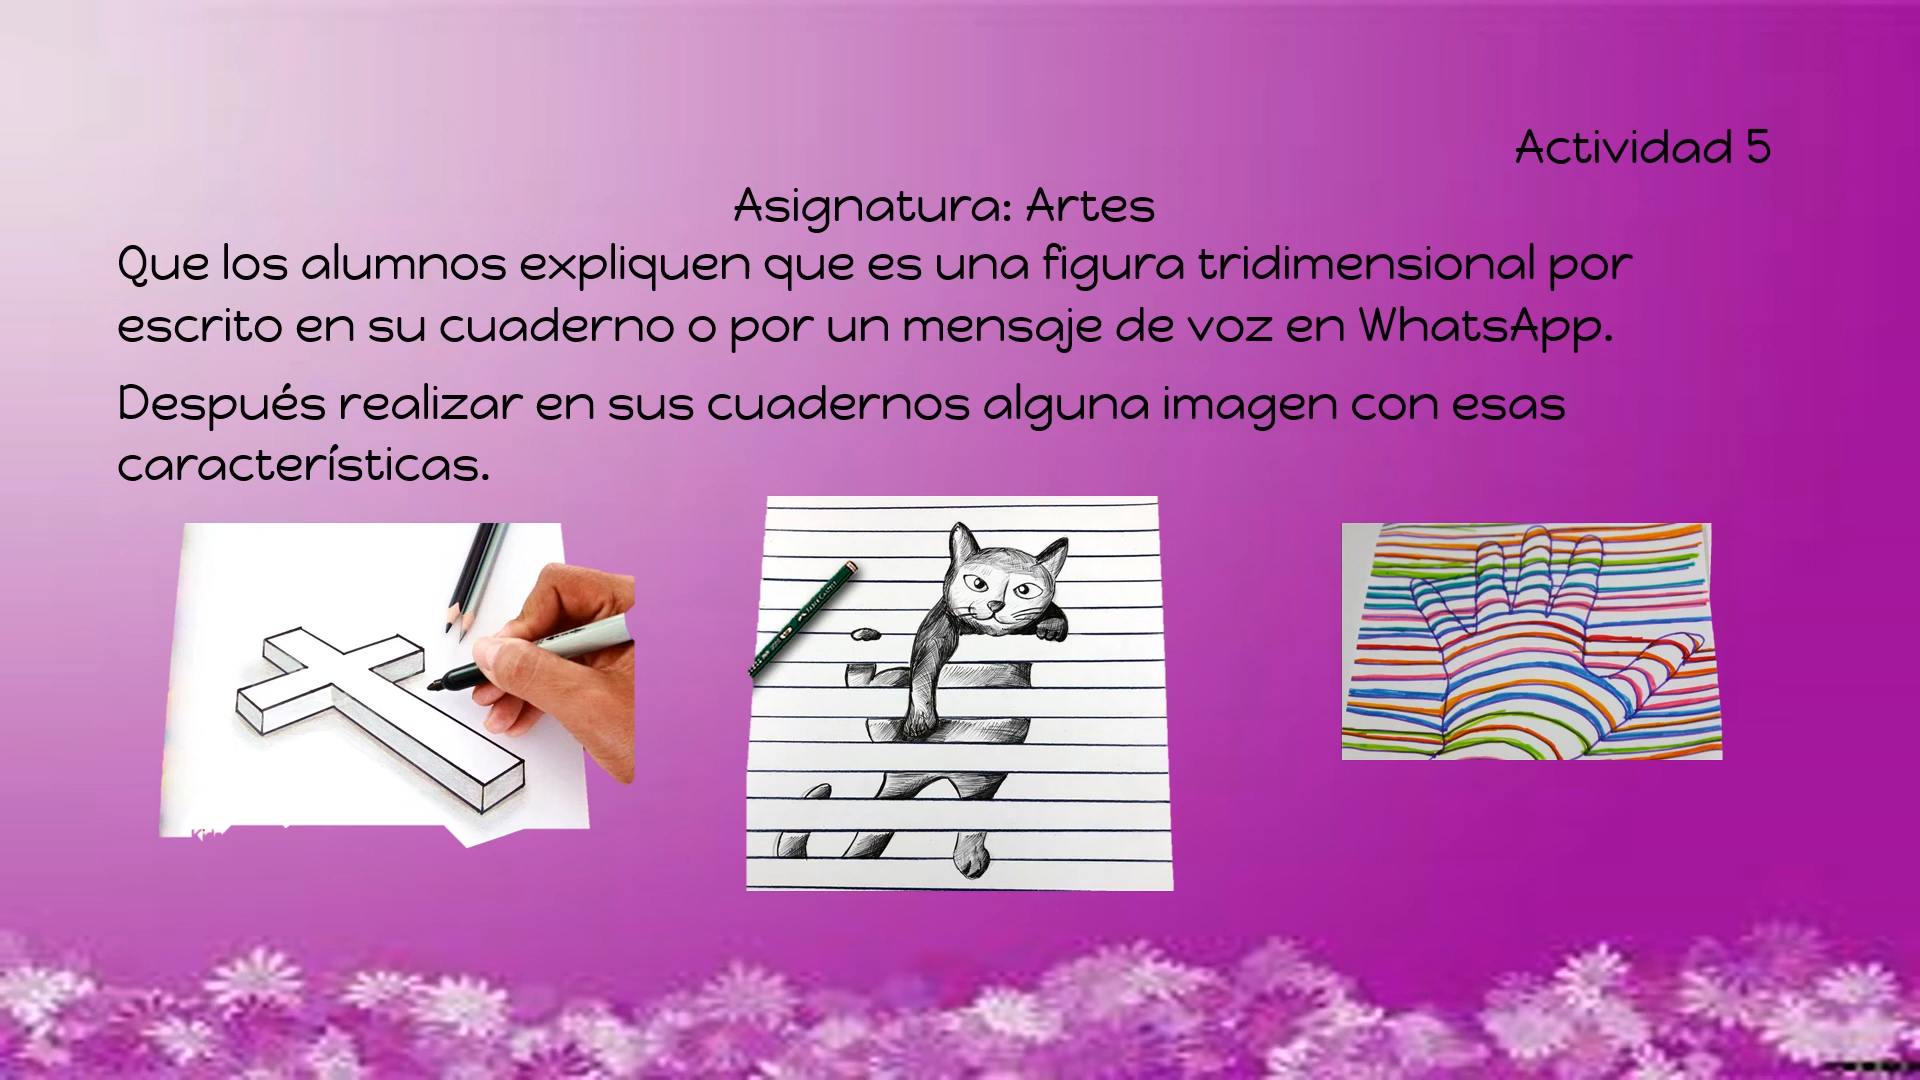 Actividad 5
Asignatura: Artes
Que los alumnos expliquen que es una figura tridimensional por
escrito en su cuaderno o por un mensaje de voz en WhatsApp.
Después realizar en sus cuadernos alguna imagen con esas
características.